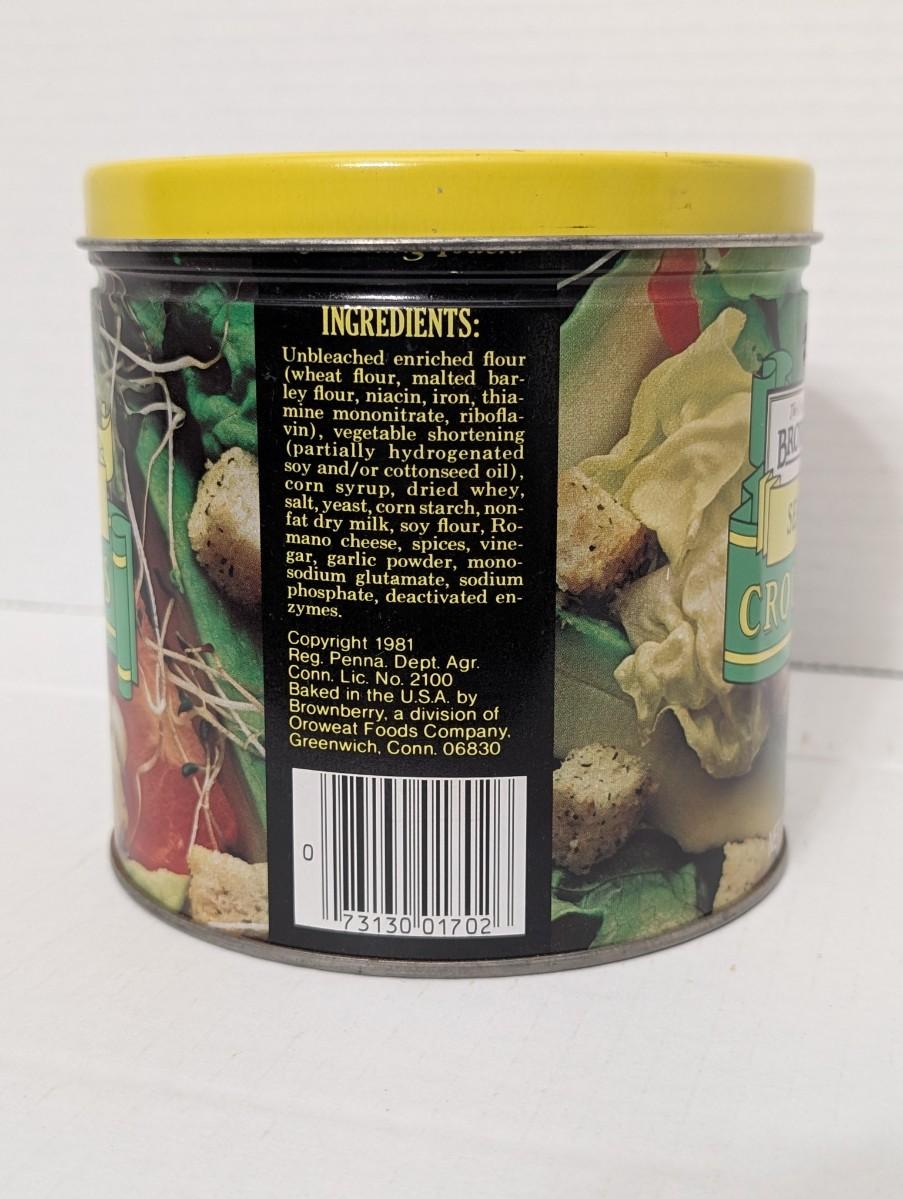 INGREDIENTS:
Unbleached enriched flour
(wheat flour, malted bar-
ley flour, niacin, iron, thia-
mine mononitrate, ribofla-
vin), vegetable shortening
(partially hydrogenated
soy and/or cottonseed oil),
corn syrup, dried whey,
salt, yeast, corn starch, non-
fat dry milk, soy flour, Ro-
mano cheese, spices, vine-
gar, garlic powder, mono-
sodium glutamate, sodium
phosphate, deactivated en-
zymes.
Copyright 1981
Reg. Penna. Dept. Agr.
Conn. Lic. No. 2100
Baked in the U.S.A. by
Brownberry, a division of
Oroweat Foods Company,
Greenwich, Conn. 06830
0 73130 01702
BRO
SE
CRO